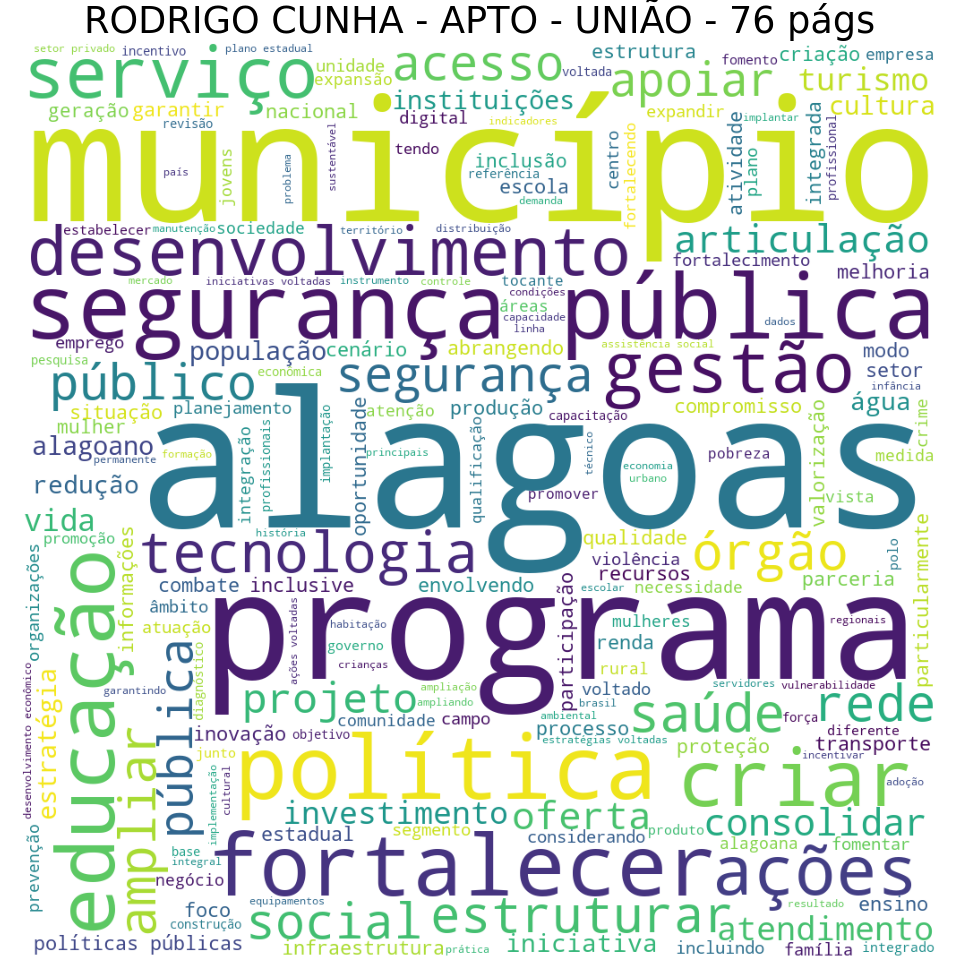 RODRIGO CUNHA - APTO - UNIÃO - 76 págs
setor privado
incentivo
plano estadual
serviço
acesso
estrutura
fomento
criação
empresa
unidade
expansão
voltada
apoiar
turismo
geração
garantir
nacional
instituições
expandir
cultura
revisão
digital
indicadores
implantar
município
tendo
país
jovens
problema
sustentável
inclusão
referência
escola
demanda
centro
fortalecendo
atividade
plano
integrada
profissional
estabelecer
manutenção
sociedade
território
distribuição
desenvolvimento
articulação
fortalecimento
melhoria
mercado
iniciativas voltadas
instrumento
controle
tocante
condições
segurança pública
áreas
capacidade
linha
dados
emprego
população
cenário
abrangendo
assistência social
modo
pesquisa
econômica
público
segurança
gestão
setor
infância
situação
planejamento
atenção
produção
capacitação
compromisso
água
mulher
alagoano
permanente
formação
integração
profissionais
implantação
oportunidade
principais
qualificação
técnico
economia
urbano
pobreza
valorização
crime
medida
alagoas
redução
promover
vista
vida
promoção
história
tecnologia
qualidade
órgão
polo
violência
recursos
organizações
educação
informações
combate
inclusive
envolvendo
escolar
necessidade
parceria
particularmente
âmbito
atuação
ações voltadas
habitação
governo
crianças
programa
participação
mulheres
renda
regionais
rural
desenvolvimento econômico
estratégia
garantindo
pública
diagnóstico
projeto
ampliação
ampliando
voltado
servidores
vulnerabilidade
brasil
saúde
rede
comunidade
campo
ambiental
processo
força
diferente
inovação
objetivo
estratégias voltadas
proteção
transporte
ampliar
junto
política
criar
incentivar
adoção
implementação
cultural
investimento
oferta
consolidar
prevenção
base
integral
estadual
segmento
considerando
produto
alagoana
fomentar
negócio
fortalecer
ações
foco
construção
equipamentos
resultado
ensino
social
estruturar
atendimento
políticas públicas
infraestrutura
prática
iniciativa
incluindo
família
integrado